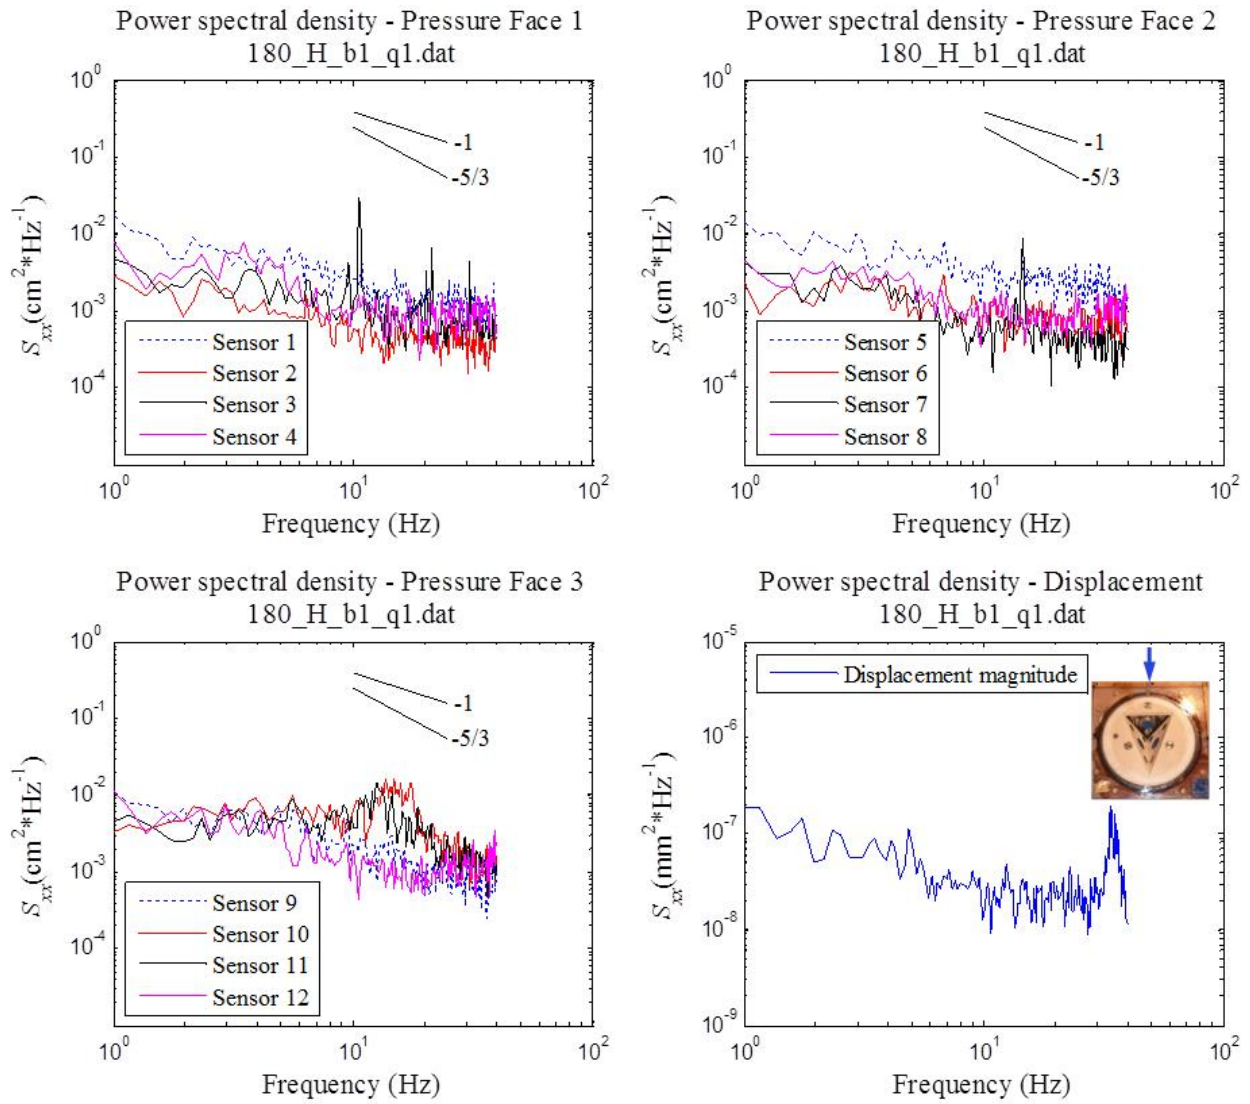 Power spectral density - Pressure Face 1
180_H_b1_q1.dat
10^0
10^-1
10^-2
10^-3
10^-4
S_xx(cm^2*Hz^-1)
-1
-5/3
Sensor 1
Sensor 2
Sensor 3
Sensor 4
10^0
10^1
10^2
Frequency (Hz)
Power spectral density - Pressure Face 2
180_H_b1_q1.dat
10^0
10^-1
10^-2
10^-3
10^-4
S_xx(cm^2*Hz^-1)
-1
-5/3
Sensor 5
Sensor 6
Sensor 7
Sensor 8
10^0
10^1
10^2
Frequency (Hz)
Power spectral density - Pressure Face 3
180_H_b1_q1.dat
10^0
10^-1
10^-2
10^-3
10^-4
S_xx(cm^2*Hz^-1)
-1
-5/3
Sensor 9
Sensor 10
Sensor 11
Sensor 12
10^0
10^1
10^2
Frequency (Hz)
Power spectral density - Displacement
180_H_b1_q1.dat
10^-5
10^-6
10^-7
10^-8
10^-9
S_xx(mm^2*Hz^-1)
Displacement magnitude
10^0
10^1
10^2
Frequency (Hz)